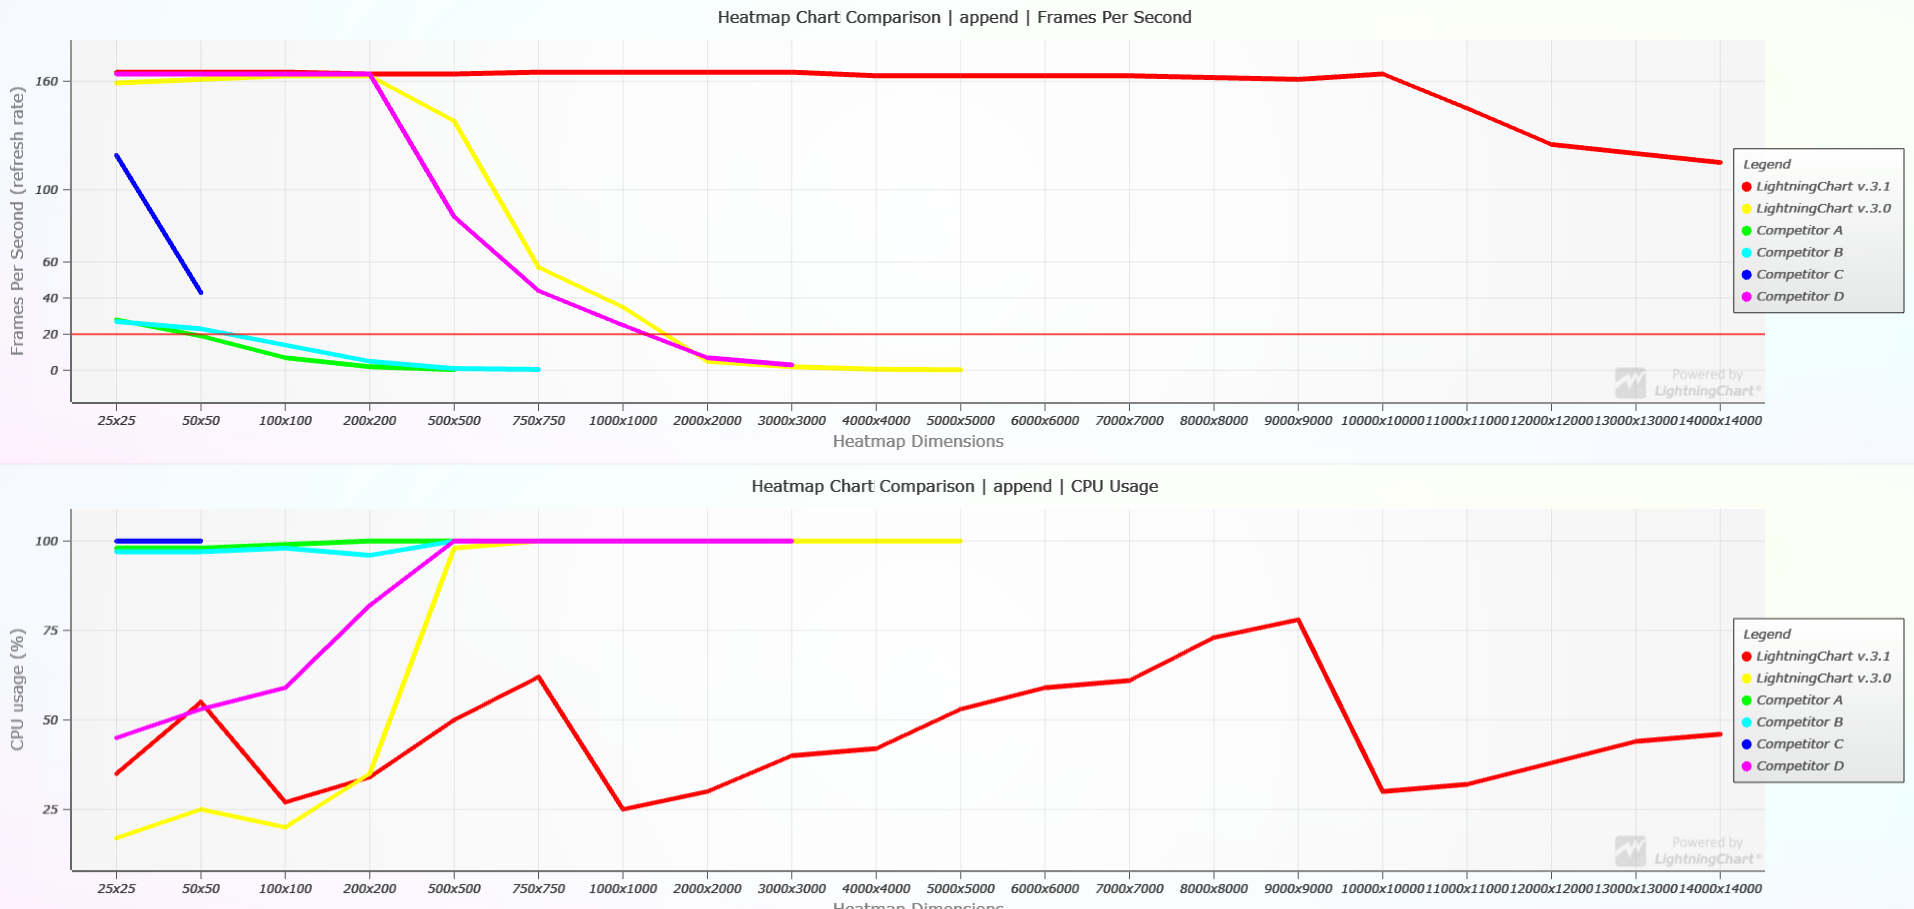 Heatmap Chart Comparison | append | Frames Per Second
Frames Per Second (refresh rate)
160
100
60
40
20
0
25x25 50x50 100x100 200x200 500x500 750x750 1000x1000 2000x2000 3000x3000 4000x4000 5000x5000 6000x6000 7000x7000 8000x8000 9000x9000 10000x10000 11000x11000 12000x12000 13000x13000 14000x14000
Heatmap Dimensions
Legend
LightningChart v.3.1
LightningChart v.3.0
Competitor A
Competitor B
Competitor C
Competitor D
Powered by
LightningChart®
Heatmap Chart Comparison | append | CPU Usage
CPU usage (%)
100
75
50
25
25x25 50x50 100x100 200x200 500x500 750x750 1000x1000 2000x2000 3000x3000 4000x4000 5000x5000 6000x6000 7000x7000 8000x8000 9000x9000 10000x10000 11000x11000 12000x12000 13000x13000 14000x14000
Heatmap Dimensions
Legend
LightningChart v.3.1
LightningChart v.3.0
Competitor A
Competitor B
Competitor C
Competitor D
Powered by
LightningChart®